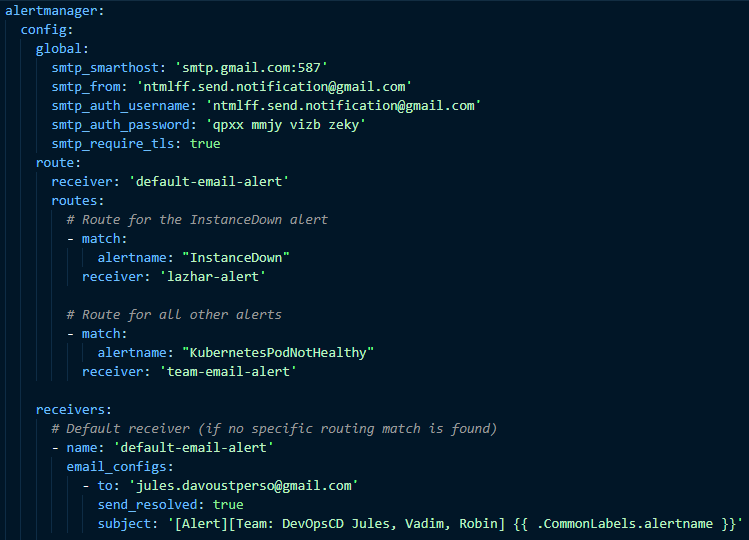 alertmanager:
config:
global:
smtp_smarthost: 'smtp.gmail.com:587'
smtp_from: 'ntmlff.send.notification@gmail.com'
smtp_auth_username: 'ntmlff.send.notification@gmail.com'
smtp_auth_password: 'qpxx mmjy vizb zeky'
smtp_require_tls: true
route:
receiver: 'default-email-alert'
routes:
# Route for the InstanceDown alert
- match:
alertname: "InstanceDown"
receiver: 'lazhar-alert'
# Route for all other alerts
- match:
alertname: "KubernetesPodNotHealthy"
receiver: 'team-email-alert'
receivers:
# Default receiver (if no specific routing match is found)
- name: 'default-email-alert'
email_configs:
- to: 'jules.davoustperso@gmail.com'
send_resolved: true
subject: '[Alert][Team: DevOpsCD Jules, Vadim, Robin] {{ .CommonLabels.alertname }}'